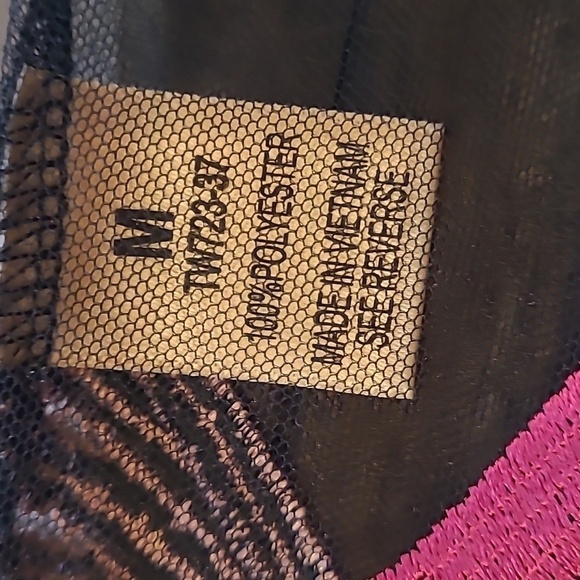 M
TW723-37
100%POLYESTER
MADE IN VIETNAM
SEE REVERSE